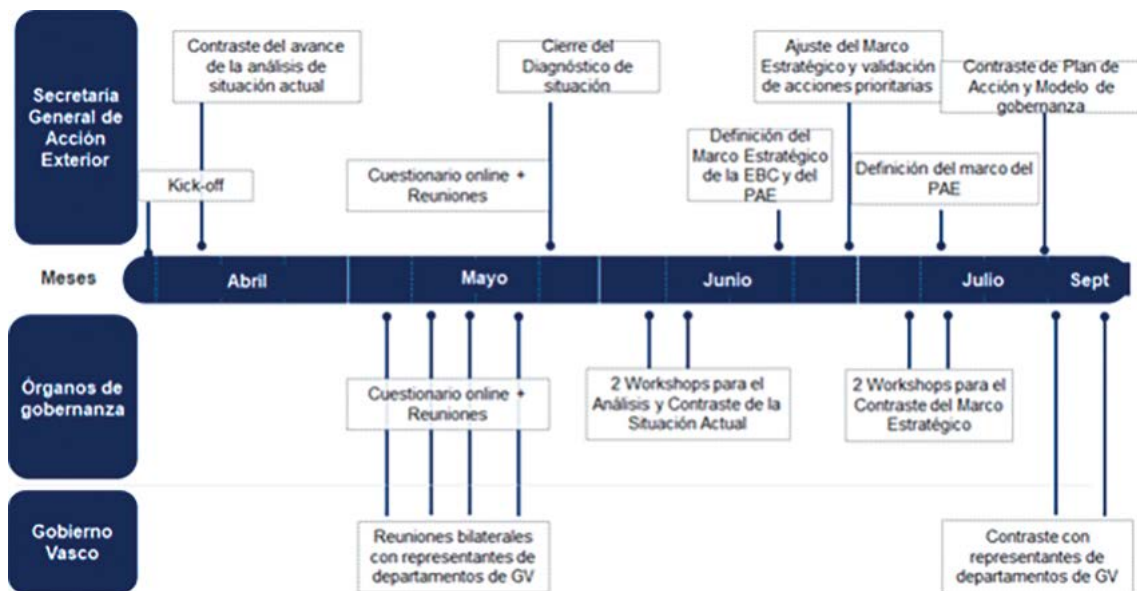 Secretaría
General de
Acción
Exterior
Contraste del avance
de la análisis de
situación actual
Cierre del
Diagnóstico de
situación
Ajuste del Marco
Estratégico y validación
de acciones prioritarias
Contraste de Plan de
Acción y Modelo de
gobernanza
Kick-off
Cuestionario online +
Reuniones
Definición del
Marco Estratégico
de la EBC y del
PAE
Definición del marco del
PAE
Meses
Abril
Mayo
Junio
Julio
Sept
Órganos de
gobernanza
Cuestionario online +
Reuniones
2 Workshops para el
Análisis y Contraste de la
Situación Actual
2 Workshops para el
Contraste del Marco
Estratégico
Gobierno
Vasco
Reuniones bilaterales
con representantes de
departamentos de GV
Contraste con
representantes de
departamentos de GV